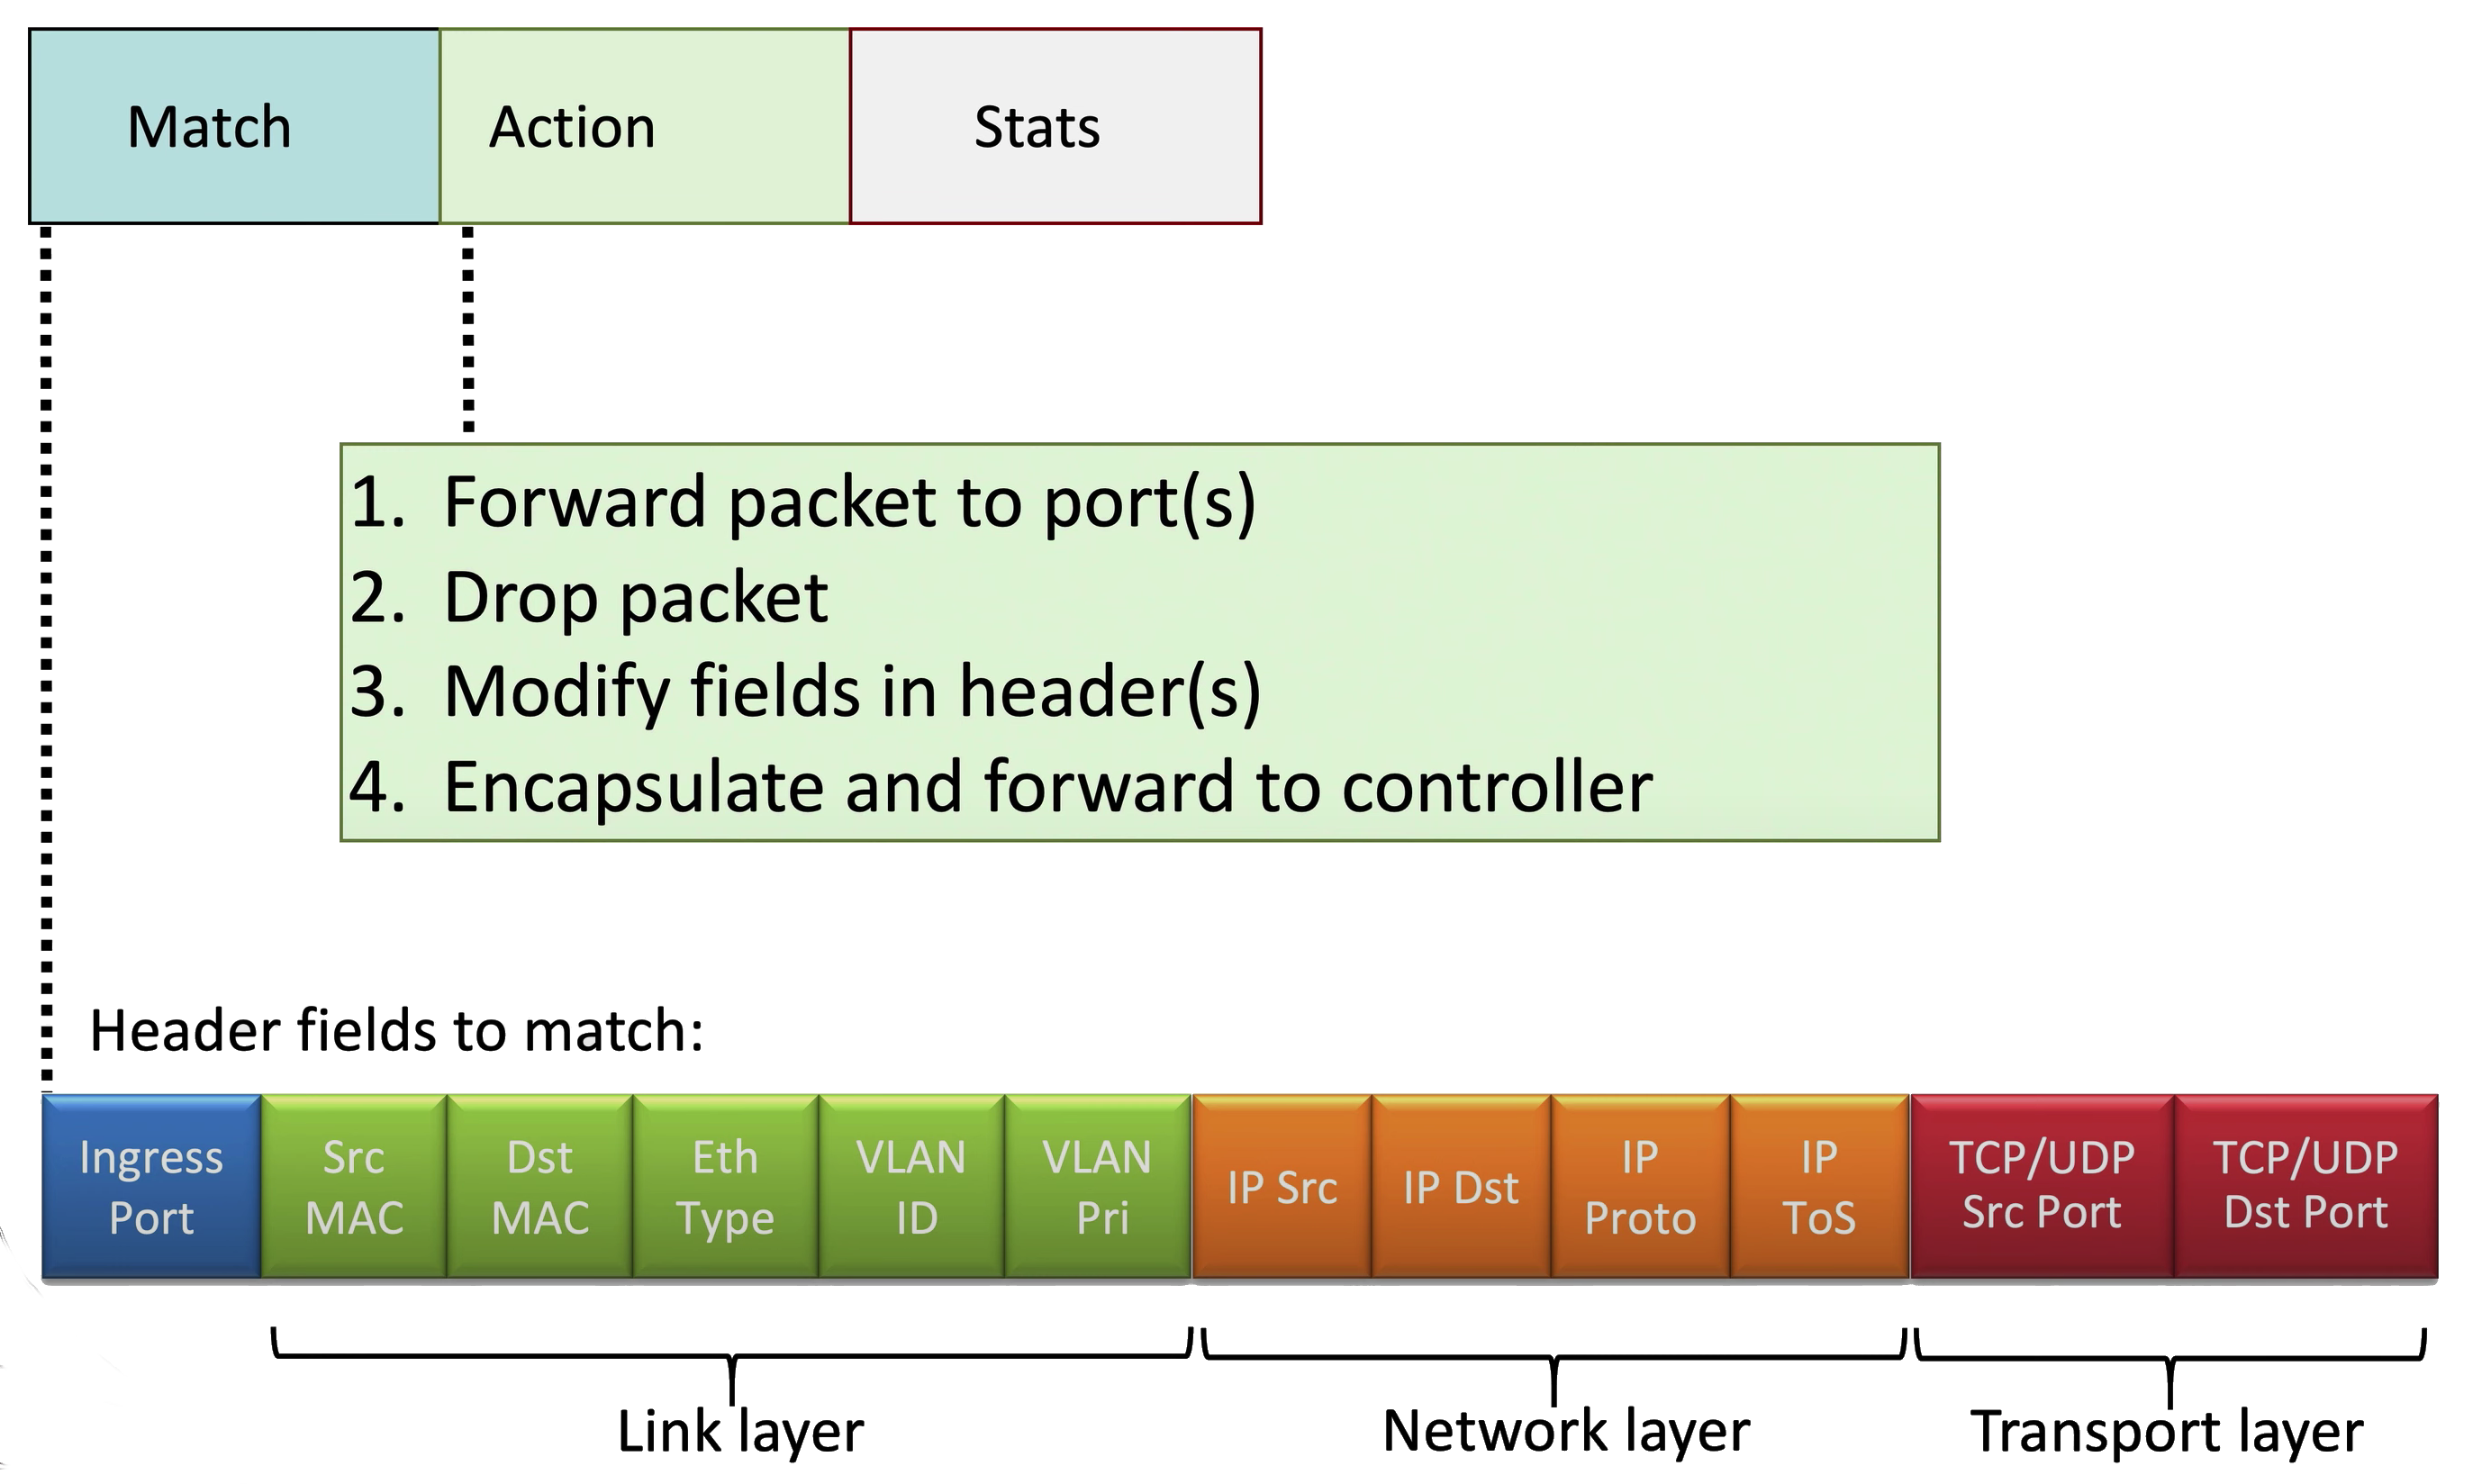 Match
Action
Stats
1. Forward packet to port(s)
2. Drop packet
3. Modify fields in header(s)
4. Encapsulate and forward to controller
Header fields to match:
Ingress
Port
Src
MAC
Dst
MAC
Eth
Type
VLAN
ID
VLAN
Pri
IP Src
IP Dst
IP
Proto
IP
ToS
TCP/UDP
Src Port
TCP/UDP
Dst Port
Link layer
Network layer
Transport layer